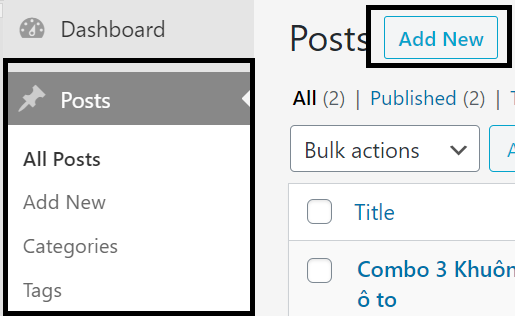 Dashboard
Posts
All Posts
Add New
Categories
Tags
Posts
Add New
All (2) | Published (2) |
Bulk actions
Title
Combo 3 Khuôn
ô to